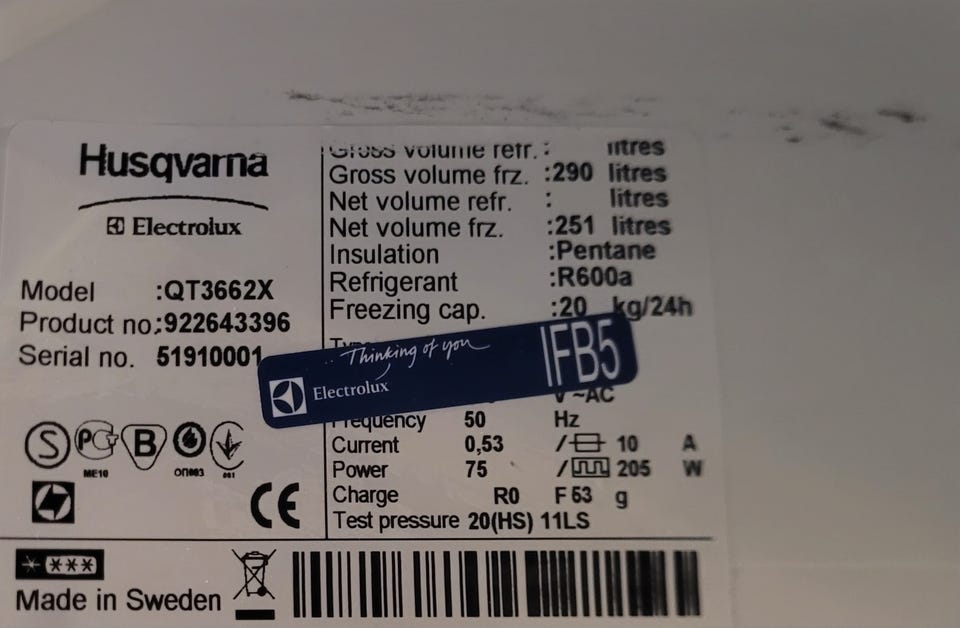 Husqvarna
Electrolux
Model :QT3662X
Product no.:922643396
Serial no. 51910001
S PG B
ME10 001
CE
Gross volume refr. : litres
Gross volume frz. :290 litres
Net volume refr. : litres
Net volume frz. :251 litres
Insulation :Pentane
Refrigerant :R600a
Freezing cap. :20 kg/24h
Thinking of you
Electrolux IFB5
V ~AC
Frequency 50 Hz
Current 0,53 / 10 A
Power 75 / 205 W
Charge R0 F 53 g
Test pressure 20(HS) 11LS
* ***
Made in Sweden